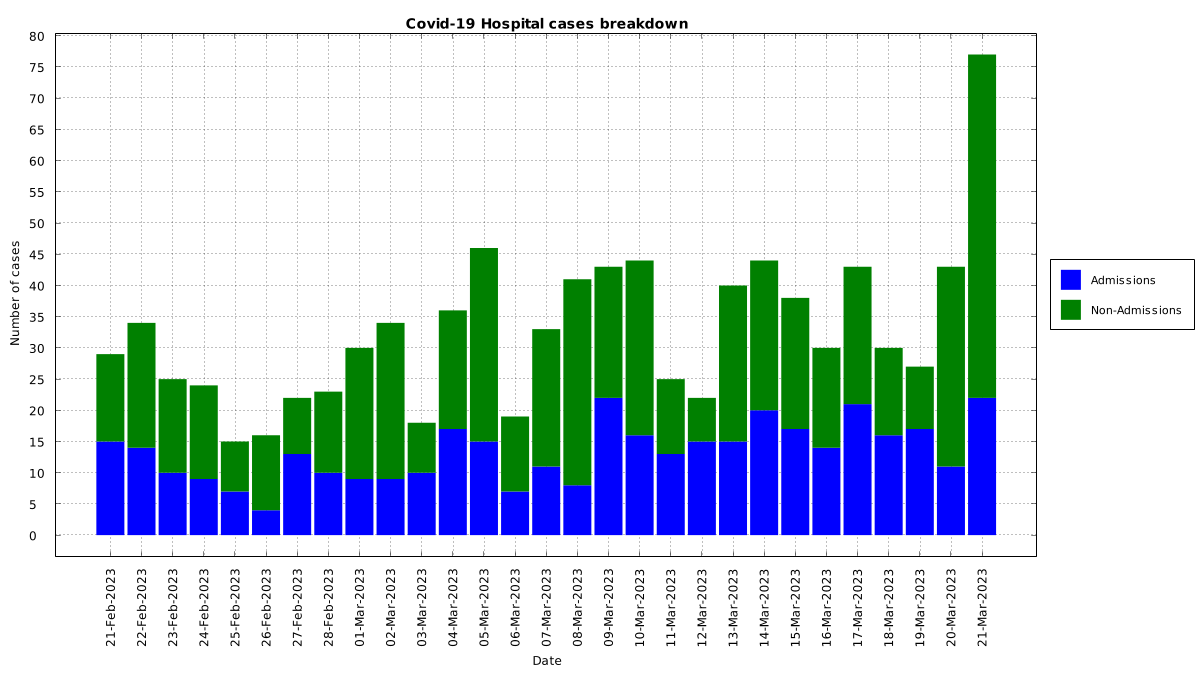 Covid-19 Hospital cases breakdown
80
75
70
65
60
55
50
45
40
35
30
25
20
15
10
5
0
Number of cases
21-Feb-2023
22-Feb-2023
23-Feb-2023
24-Feb-2023
25-Feb-2023
26-Feb-2023
27-Feb-2023
28-Feb-2023
01-Mar-2023
02-Mar-2023
03-Mar-2023
04-Mar-2023
05-Mar-2023
06-Mar-2023
07-Mar-2023
08-Mar-2023
09-Mar-2023
10-Mar-2023
11-Mar-2023
12-Mar-2023
13-Mar-2023
14-Mar-2023
15-Mar-2023
16-Mar-2023
17-Mar-2023
18-Mar-2023
19-Mar-2023
20-Mar-2023
21-Mar-2023
Date
Admissions
Non-Admissions